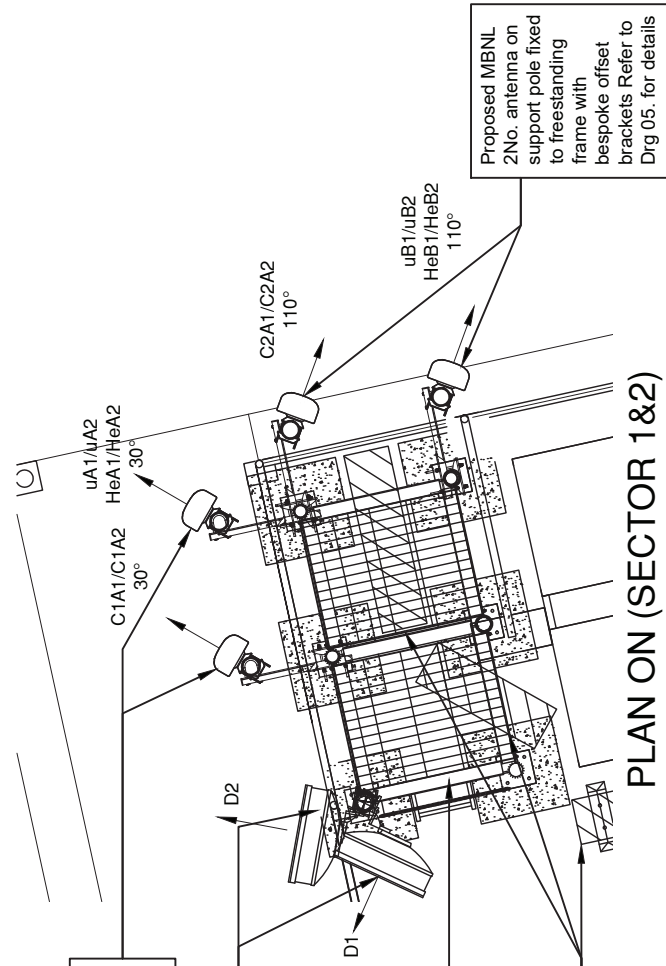 Proposed MBNL
2No. antenna on
support pole fixed
to freestanding
frame with
bespoke offset
brackets Refer to
Drg 05. for details
uA1/uA2
HeA1/HeA2
30°
C1A1/C1A2
30°
C2A1/C2A2
110°
uB1/uB2
HeB1/HeB2
110°
D2
D1
PLAN ON (SECTOR 1&2)